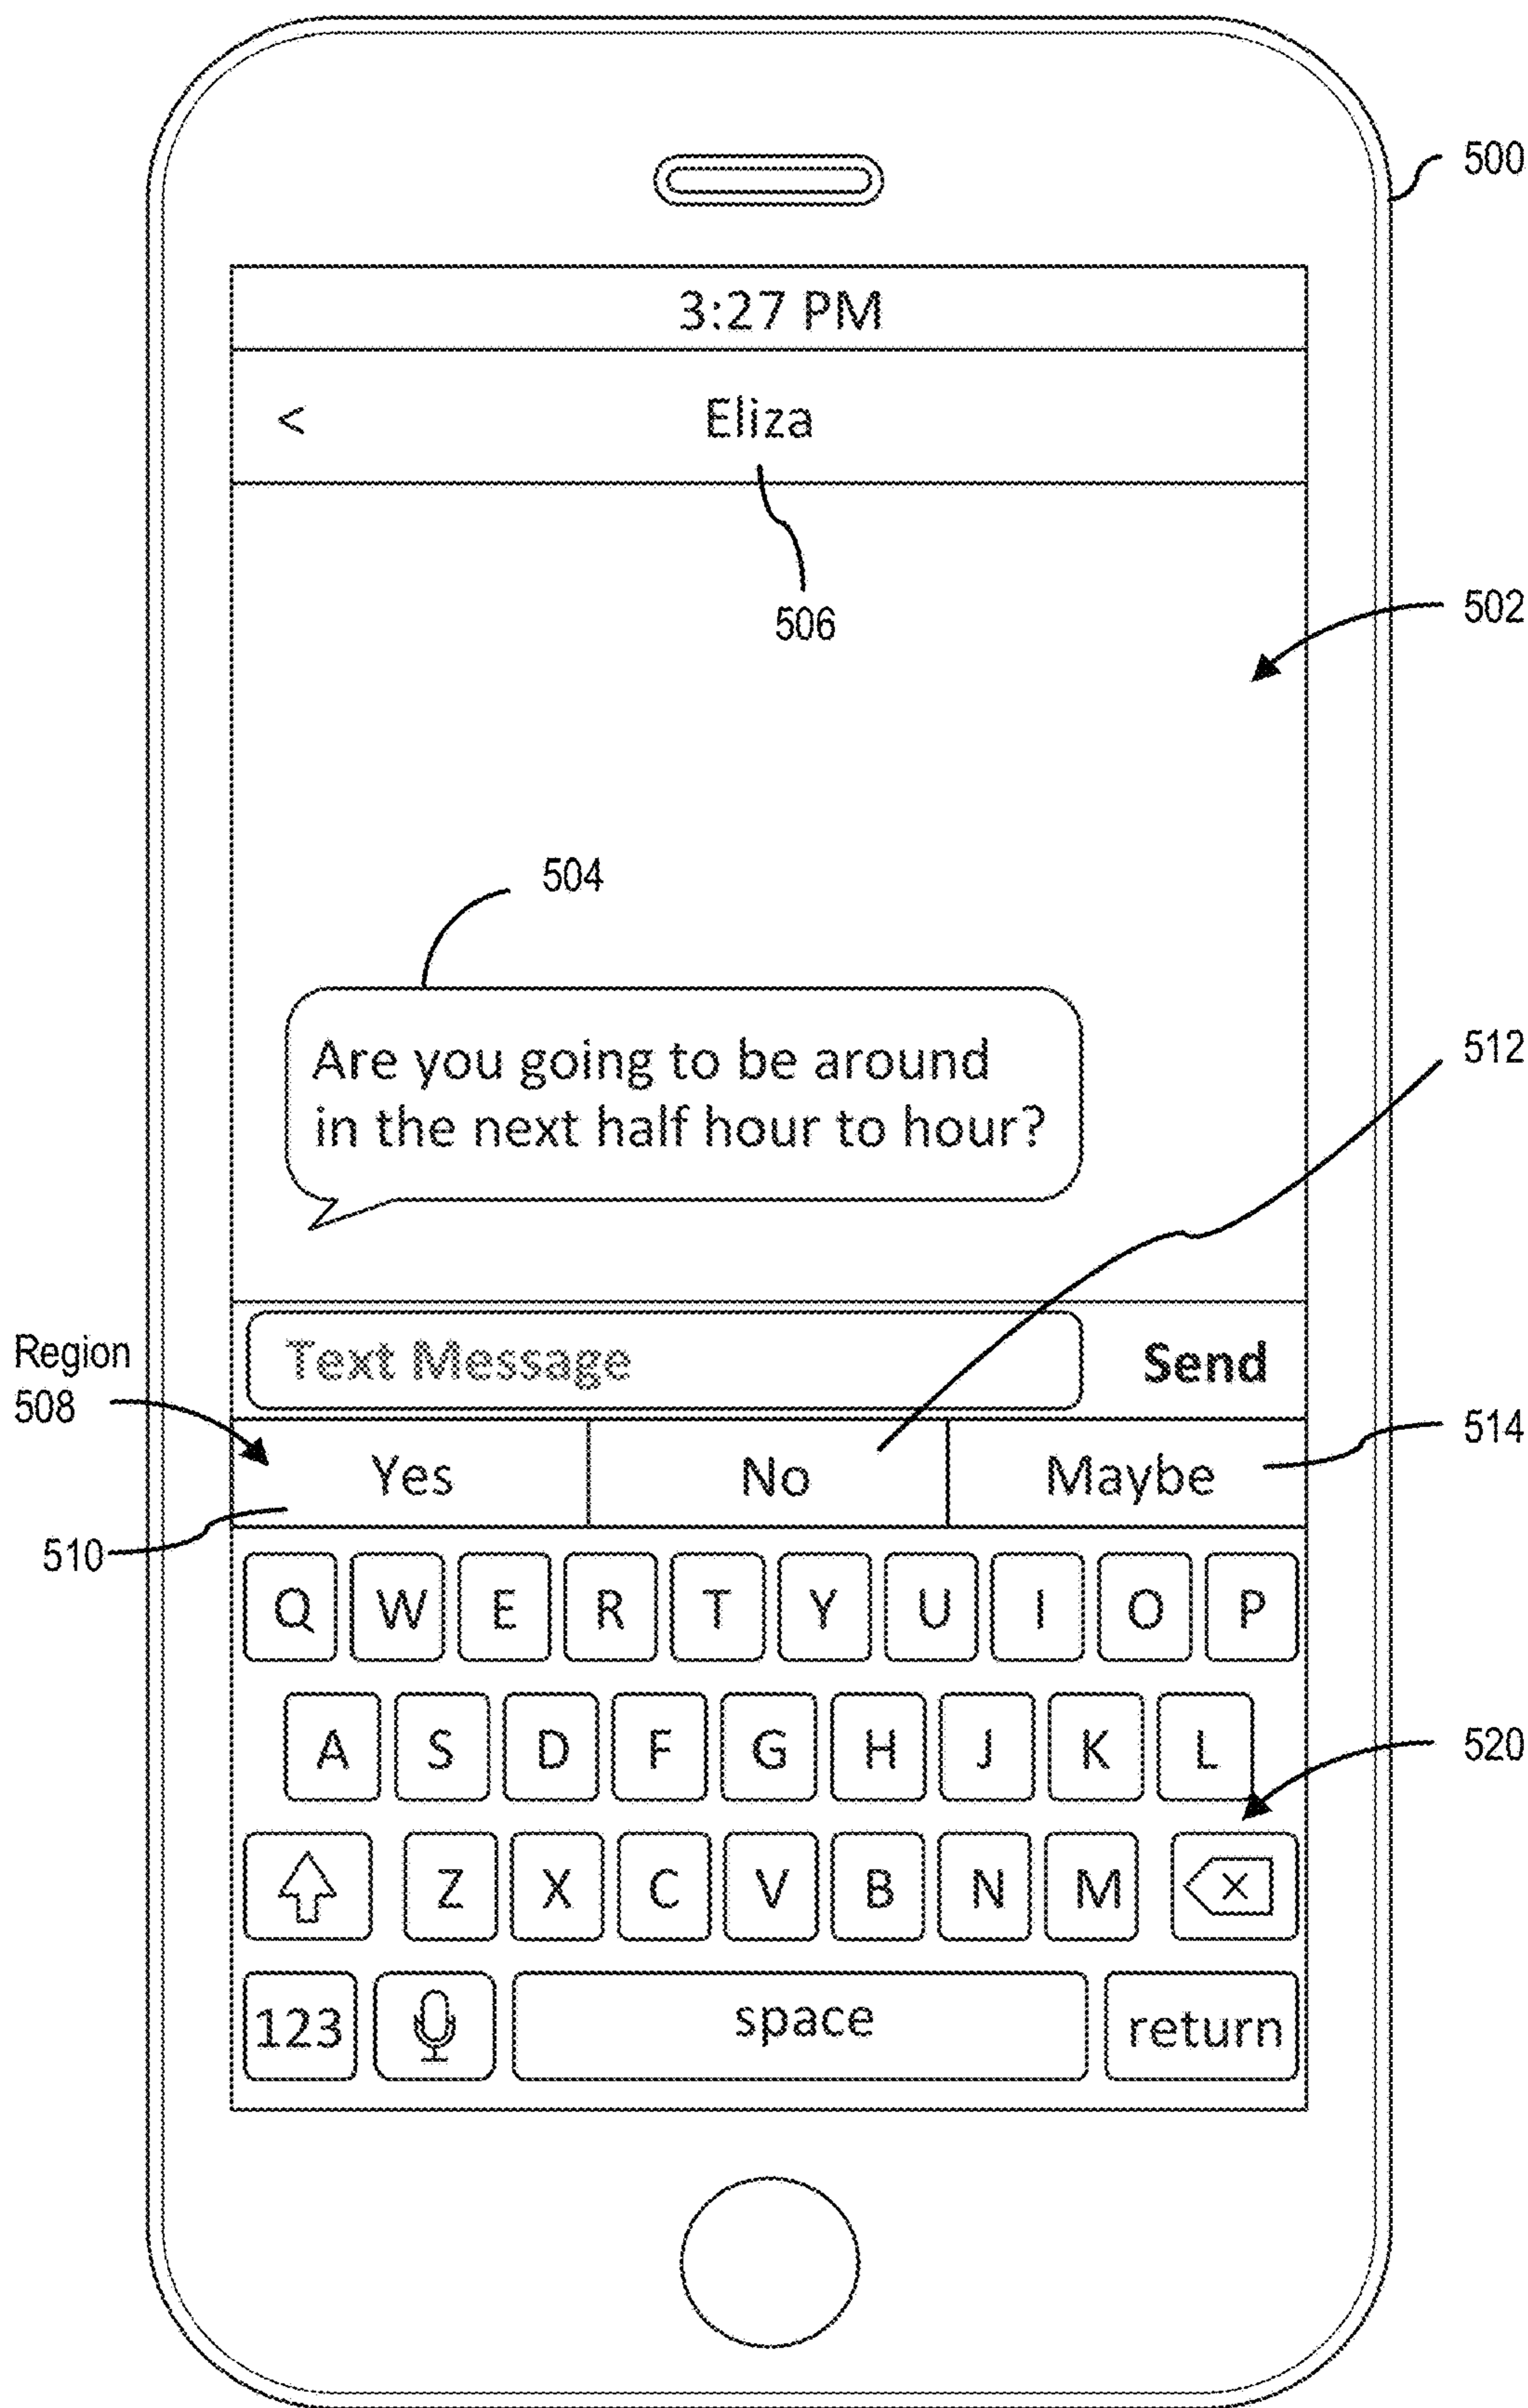 500
3:27 PM
< Eliza
506
502
504
Are you going to be around
in the next half hour to hour?
512
Text Message Send
Region
508
Yes No Maybe
514
510
Q W E R T Y U I O P
A S D F G H J K L
520
Z X C V B N M
123 space return